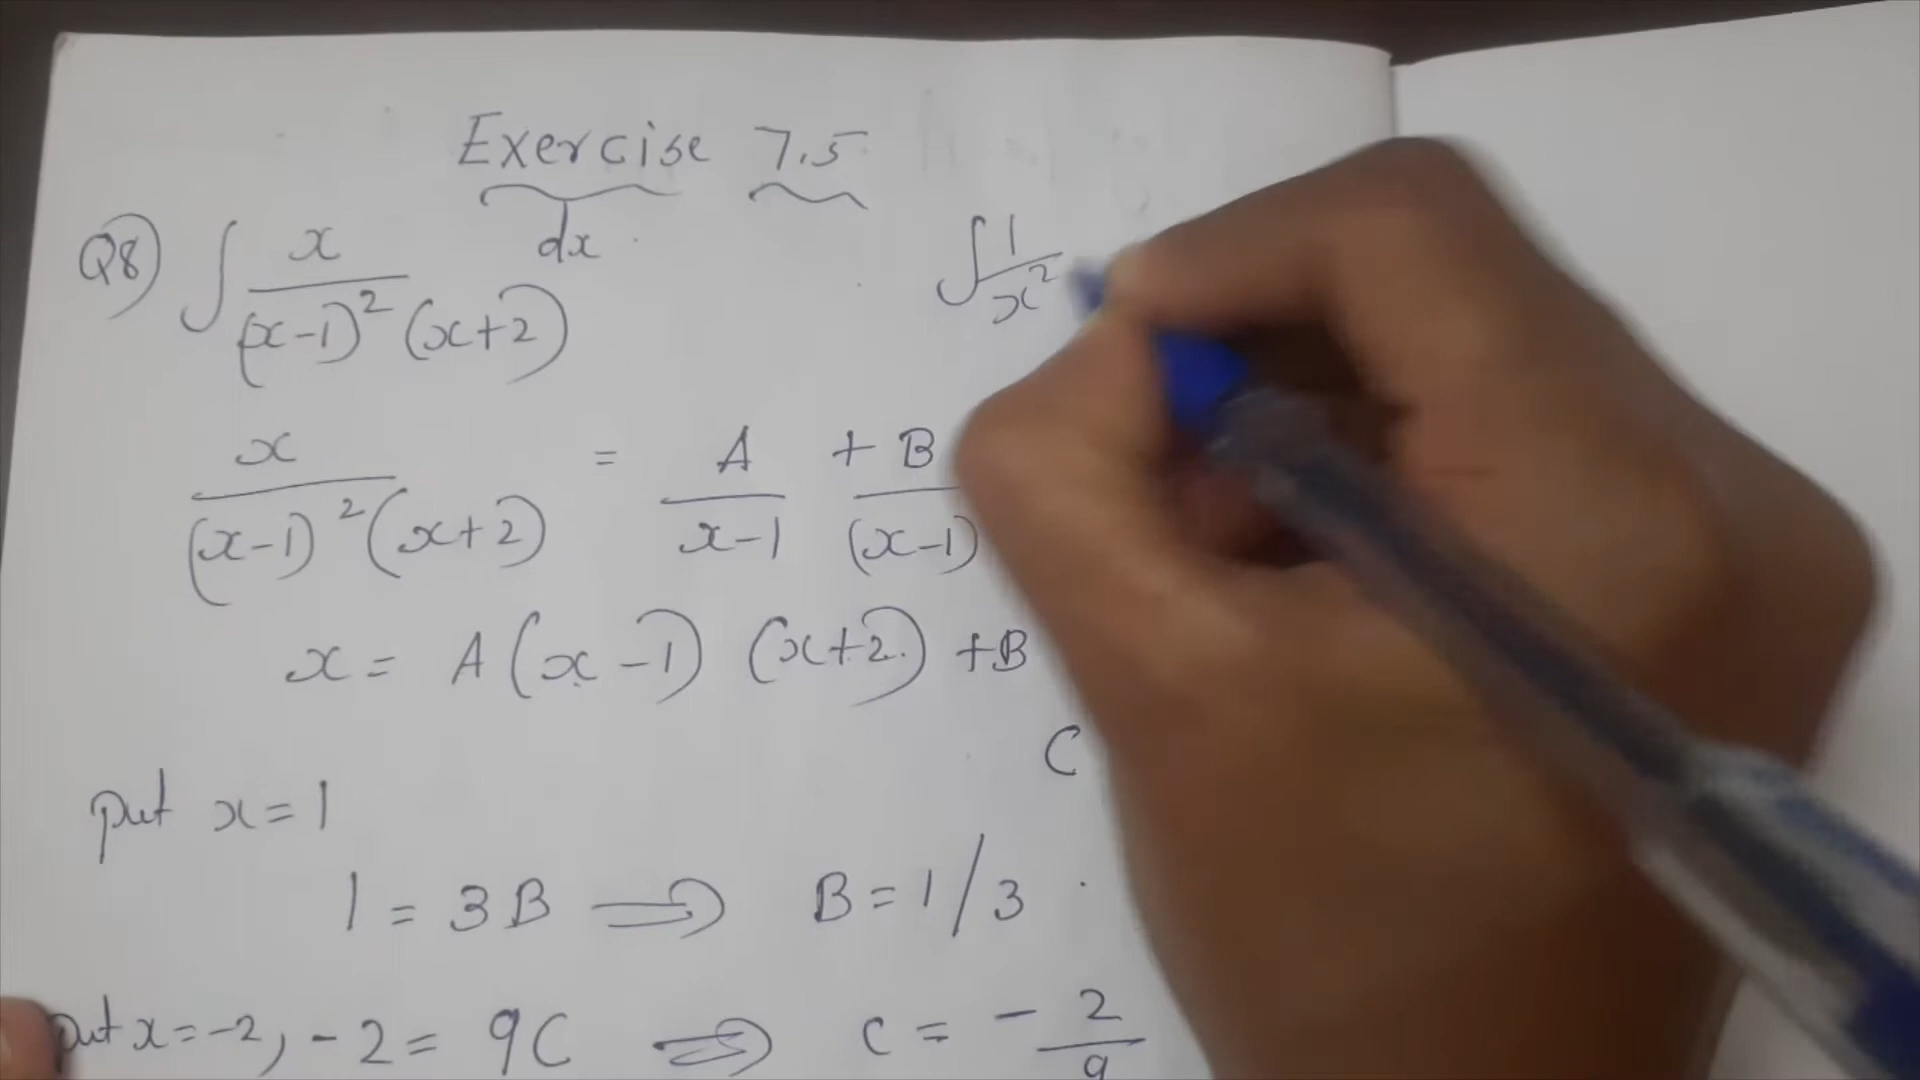 Exercise 7.5
Q8) ∫ x / (x-1)² (x+2) dx
∫ 1 / x²
x / (x-1)² (x+2) = A / x-1 + B / (x-1)
x = A (x-1) (x+2) + B
C
put x = 1
1 = 3B ⇒ B = 1/3
put x = -2, -2 = 9C ⇒ C = - 2 / 9